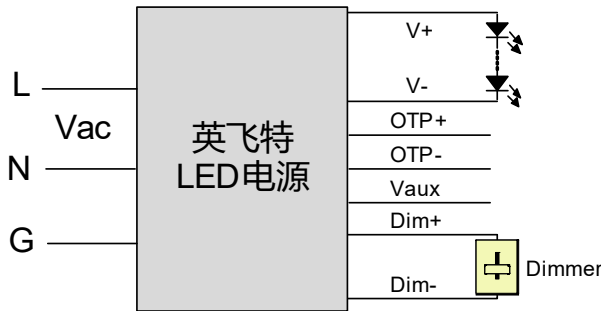 L
Vac
N
G
英飞特
LED电源
V+
V-
OTP+
OTP-
Vaux
Dim+
Dim-
Dimmer